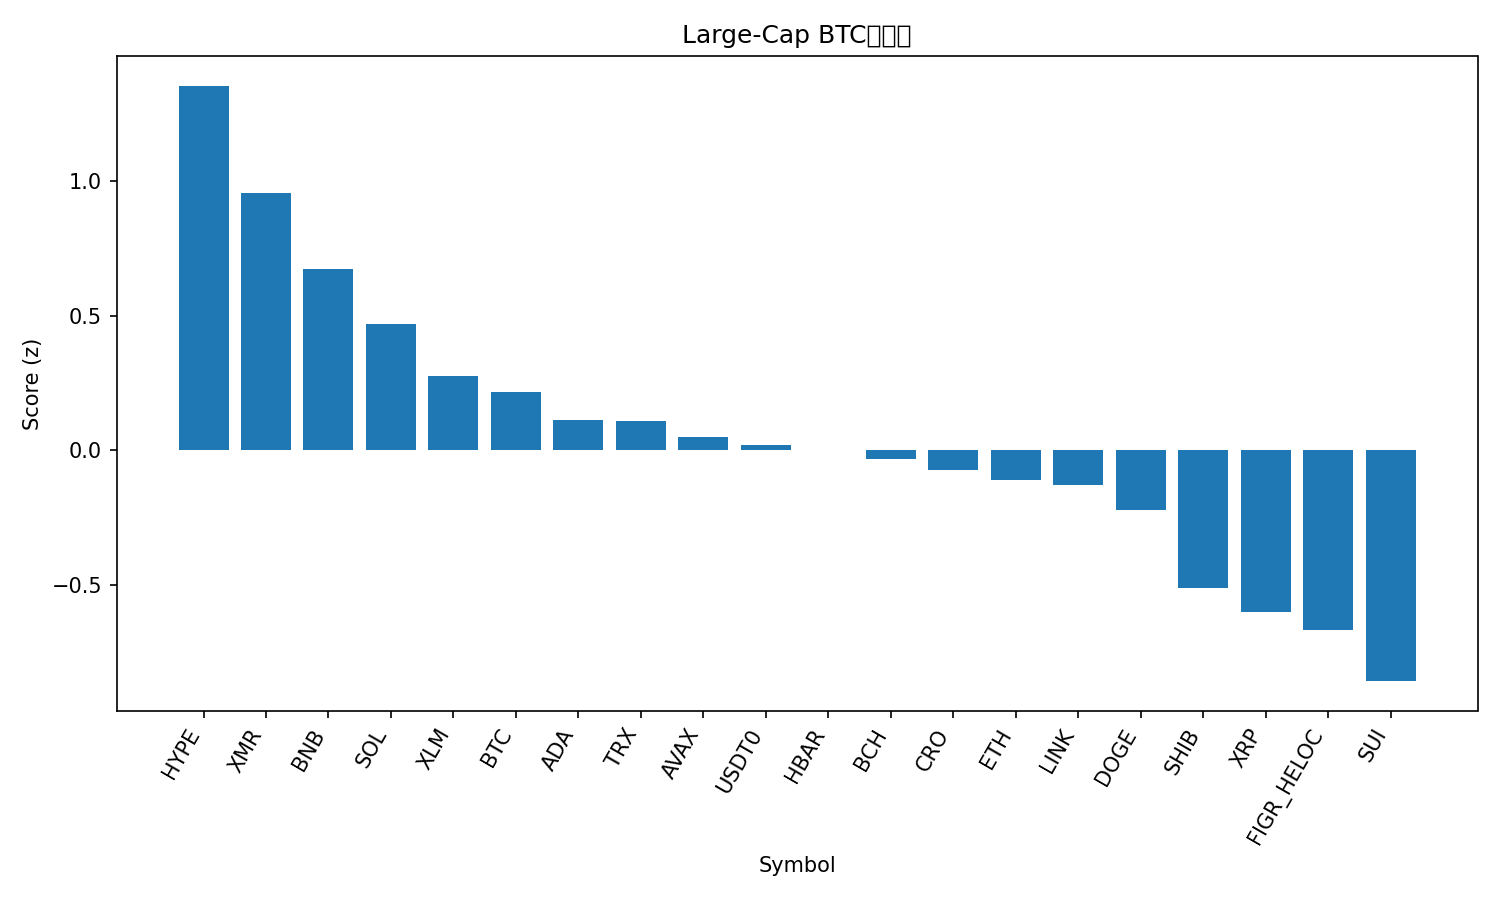 Large-Cap BTC
1.0
0.5
0.0
−0.5
Score (z)
HYPE
XMR
BNB
SOL
XLM
BTC
ADA
TRX
AVAX
USDT0
HBAR
BCH
CRO
ETH
LINK
DOGE
SHIB
XRP
FIGR_HELOC
SUI
Symbol